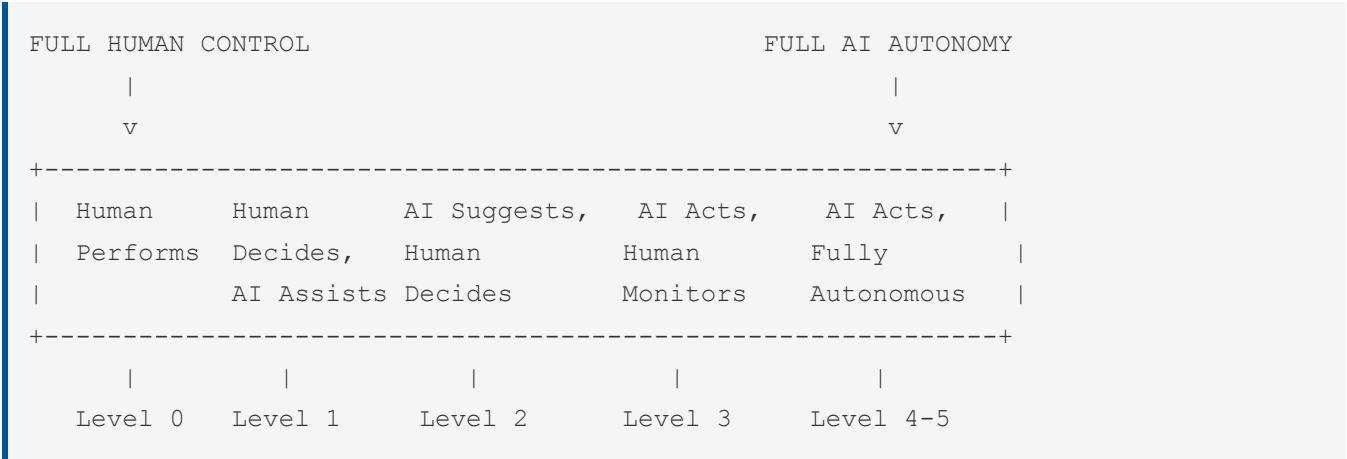 FULL HUMAN CONTROL                             FULL AI AUTONOMY
      |                                                |
      v                                                v
+-------------------------------------------------------------+
|  Human     Human      AI Suggests,   AI Acts,    AI Acts,   |
|  Performs  Decides,   Human         Human       Fully        |
|            AI Assists Decides       Monitors    Autonomous   |
+-------------------------------------------------------------+
      |         |           |            |            |
   Level 0   Level 1     Level 2      Level 3     Level 4-5